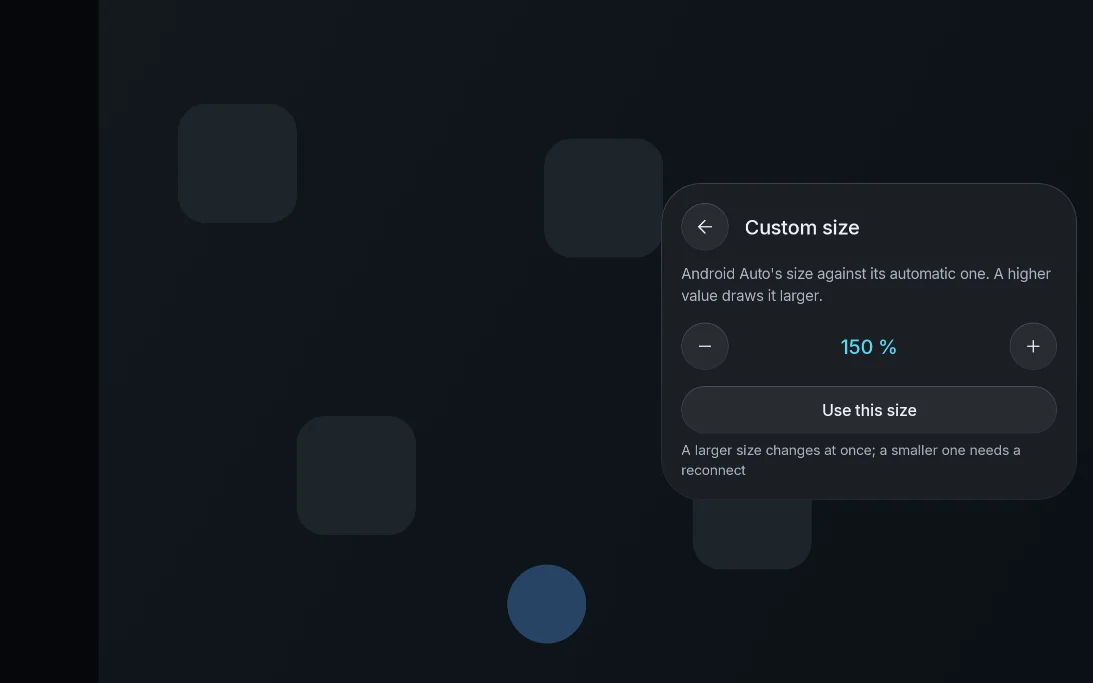 Custom size
Android Auto's size against its automatic one. A higher
value draws it larger.
150 %
Use this size
A larger size changes at once; a smaller one needs a
reconnect